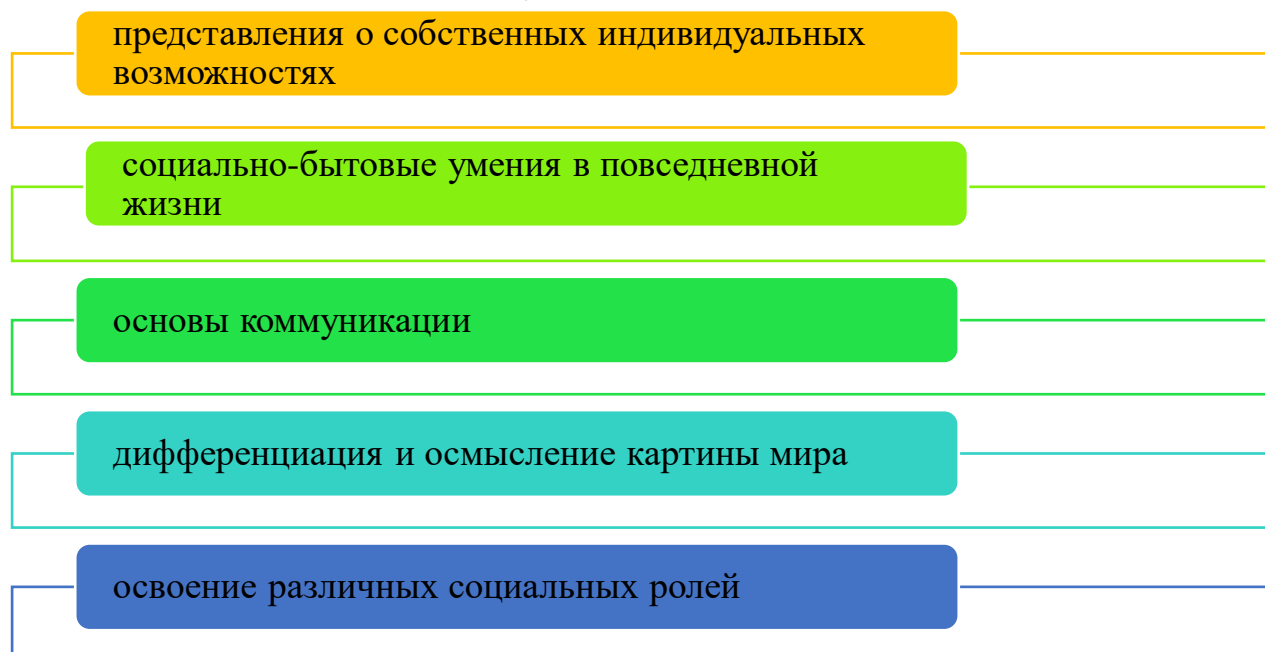 представления о собственных индивидуальных
возможностях
социально-бытовые умения в повседневной
жизни
основы коммуникации
дифференциация и осмысление картины мира
освоение различных социальных ролей